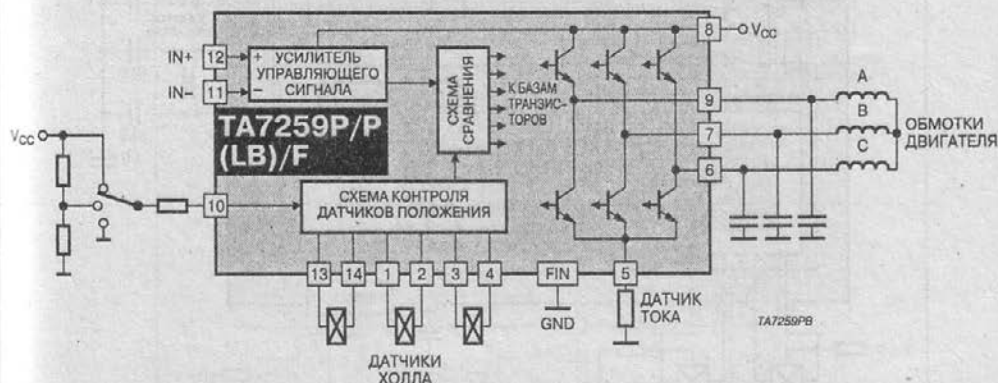 8
Vcc
IN+
12
+
УСИЛИТЕЛЬ
УПРАВЛЯЮЩЕГО
СИГНАЛА
IN–
11
–
СХЕМА
СРАВНЕНИЯ
К БАЗАМ
ТРАНЗИС-
ТОРОВ
9
7
6
A
B
C
ОБМОТКИ
ДВИГАТЕЛЯ
TA7259P/P
(LB)/F
Vcc
10
СХЕМА КОНТРОЛЯ
ДАТЧИКОВ ПОЛОЖЕНИЯ
13
14
1
2
3
4
FIN
5
GND
ДАТЧИК
ТОКА
TA7259PB
ДАТЧИКИ
ХОЛЛА